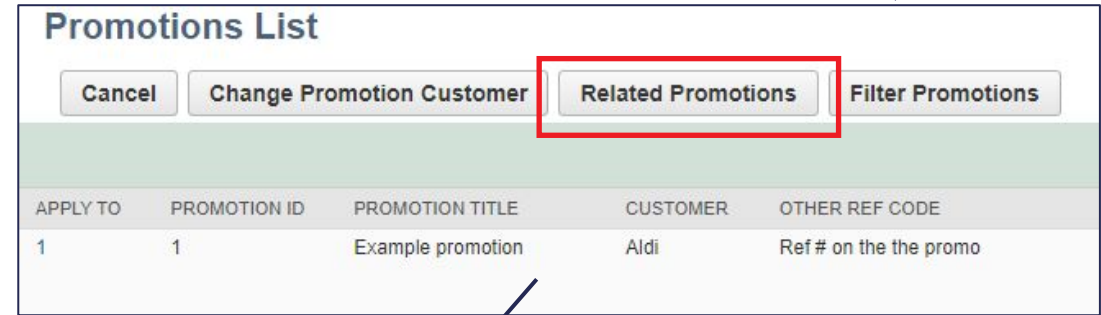 Promotions List
Cancel Change Promotion Customer Related Promotions Filter Promotions
APPLY TO PROMOTION ID PROMOTION TITLE CUSTOMER OTHER REF CODE
1 1 Example promotion Aldi Ref # on the the promo